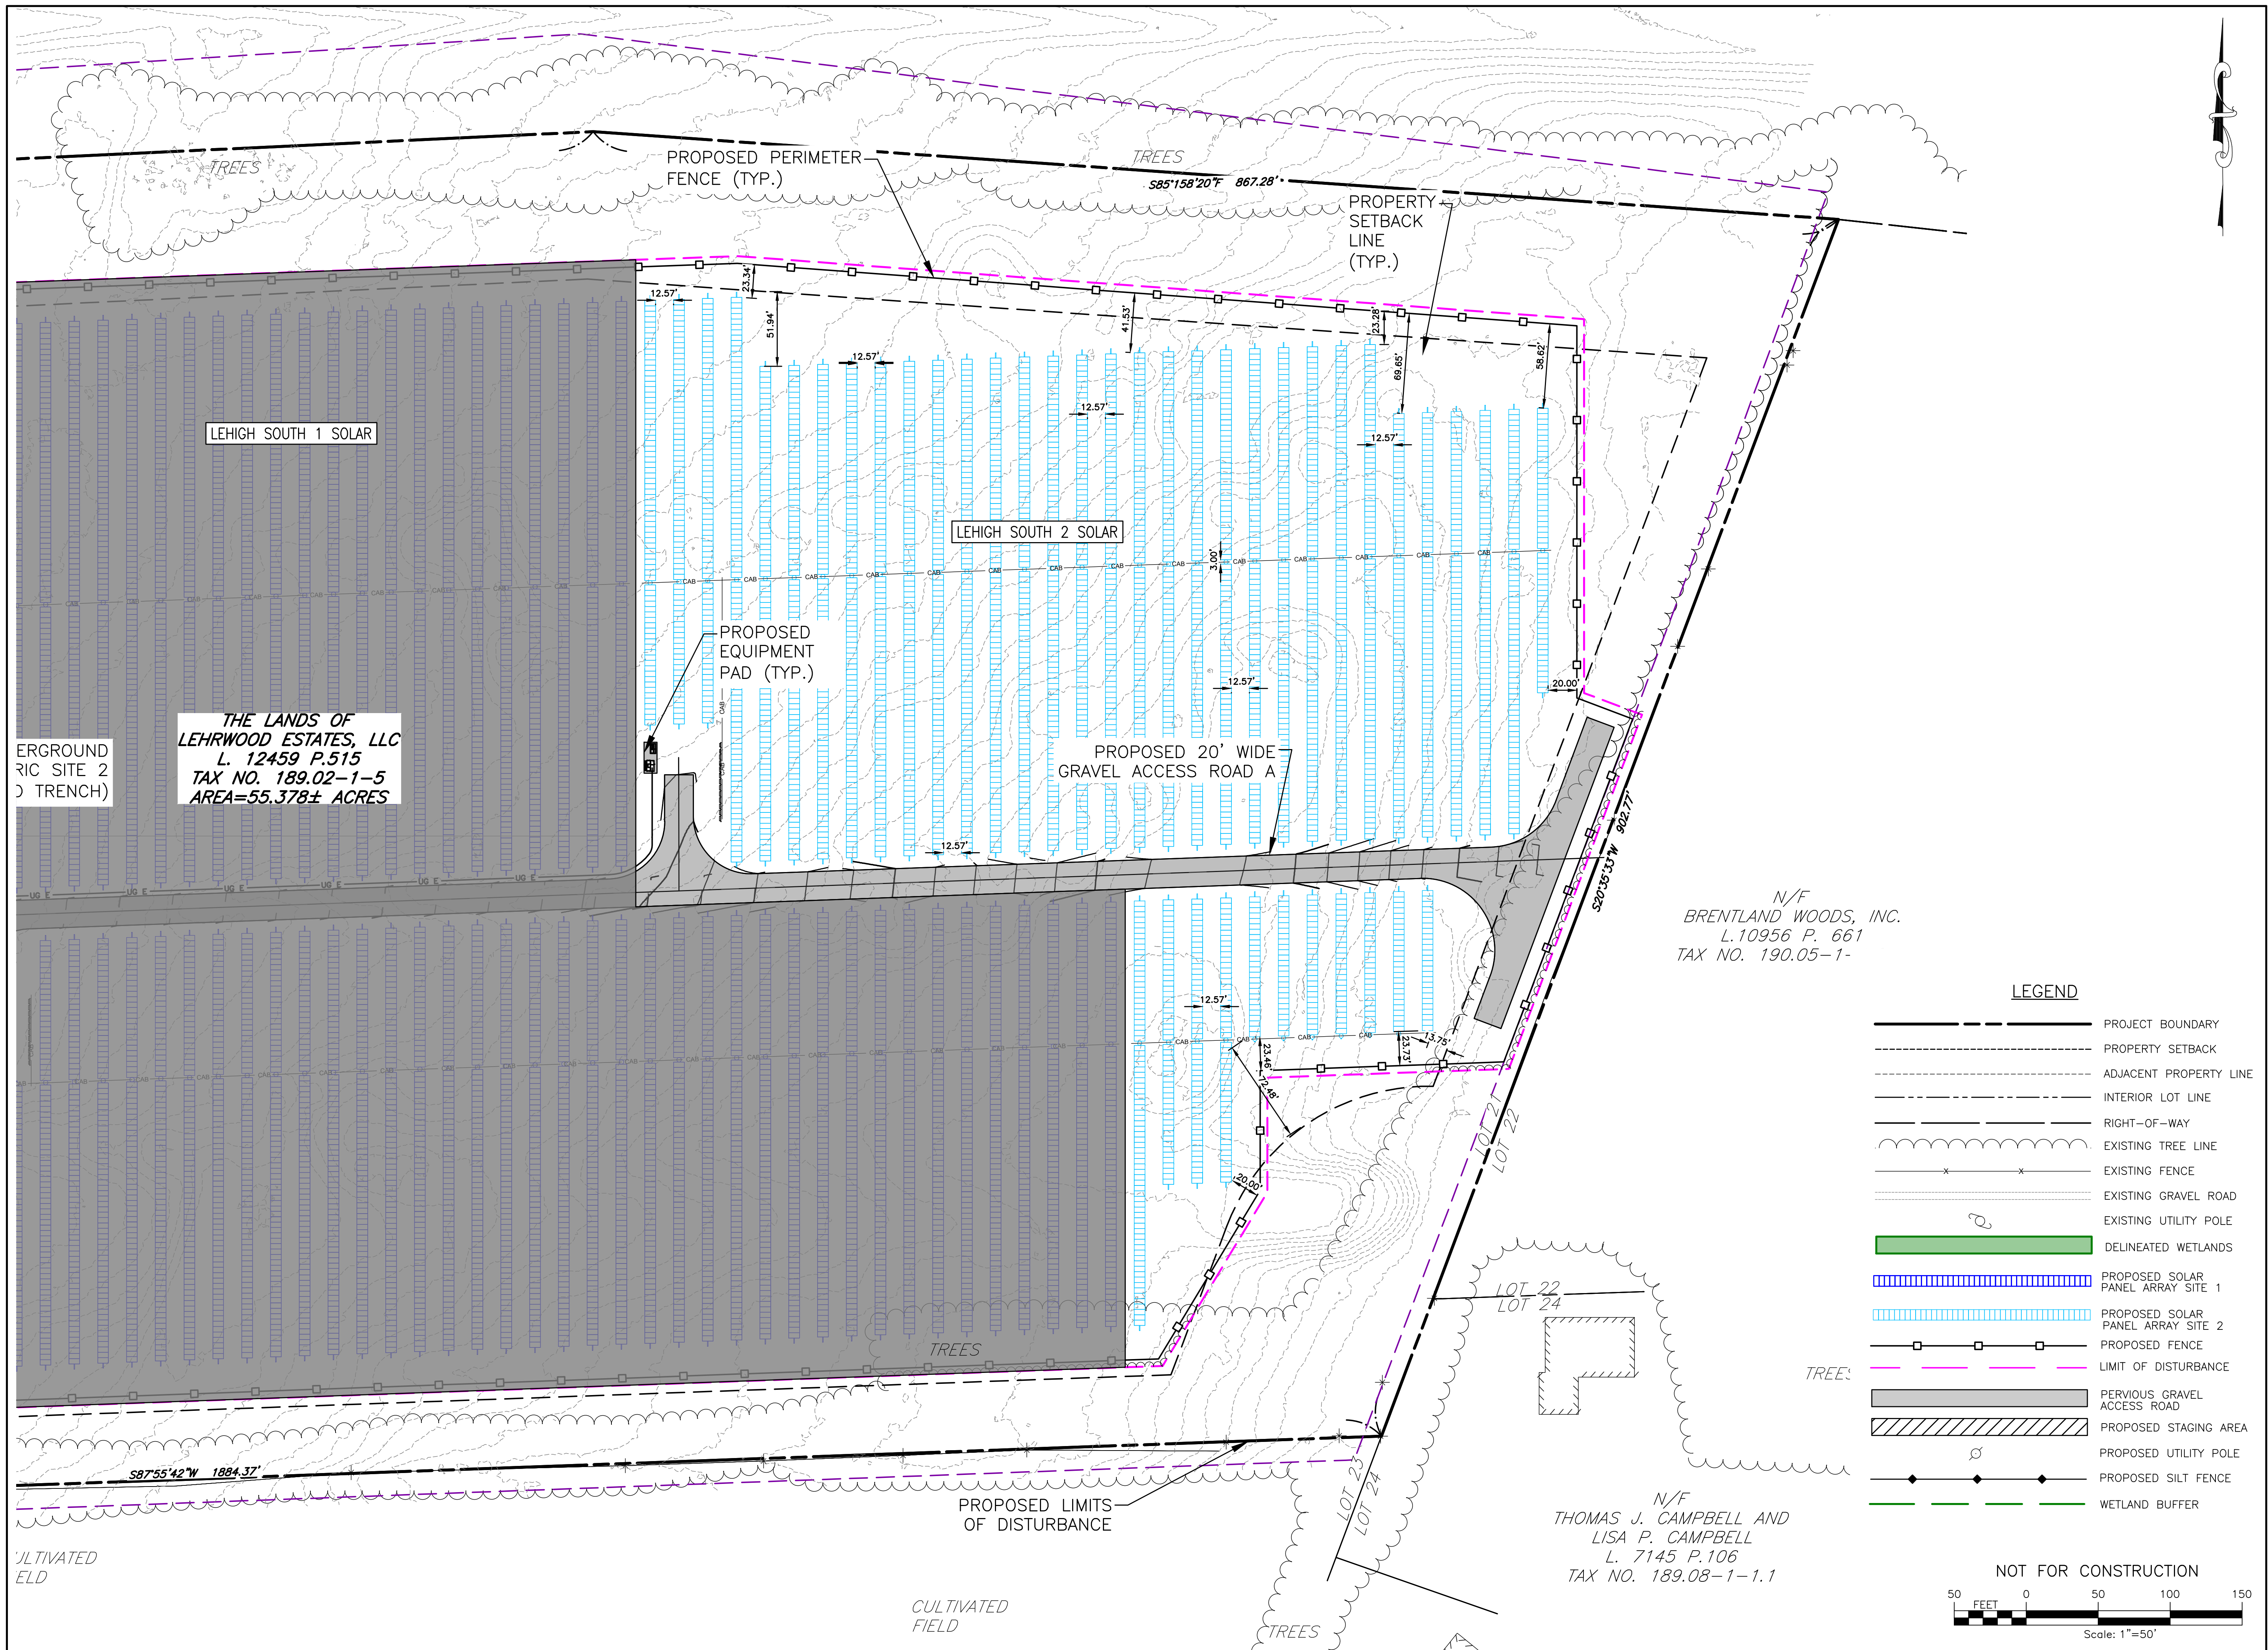 TREES
PROPOSED PERIMETER
FENCE (TYP.)
TREES
S85°158'20"F 867.28'
PROPERTY
SETBACK
LINE
(TYP.)
23.34'
12.57'
51.94'
41.53'
23.28'
69.65'
58.62'
12.57'
12.57'
12.57'
LEHIGH SOUTH 1 SOLAR
LEHIGH SOUTH 2 SOLAR
3.00'
CAB
PROPOSED
EQUIPMENT
PAD (TYP.)
12.57'
20.00'
THE LANDS OF
LEHRWOOD ESTATES, LLC
L. 12459 P.515
TAX NO. 189.02-1-5
AREA=55.378± ACRES
ERGROUND
RIC SITE 2
D TRENCH)
PROPOSED 20' WIDE
GRAVEL ACCESS ROAD A
12.57'
UG E UG E UG E UG E UG E UG E
S20°35'33"W 902.77'
N/F
BRENTLAND WOODS, INC.
L.10956 P. 661
TAX NO. 190.05-1-
12.57'
23.46'
72.48'
23.73'
13.75'
20.00'
LOT 21
LOT 22
LOT 22
LOT 24
TREES
TREES
S87°55'42"W 1884.37'
PROPOSED LIMITS
OF DISTURBANCE
LOT 23
LOT 24
N/F
THOMAS J. CAMPBELL AND
LISA P. CAMPBELL
L. 7145 P.106
TAX NO. 189.08-1-1.1
CULTIVATED
FIELD
TREES
LEGEND
PROJECT BOUNDARY
PROPERTY SETBACK
ADJACENT PROPERTY LINE
INTERIOR LOT LINE
RIGHT-OF-WAY
EXISTING TREE LINE
EXISTING FENCE
EXISTING GRAVEL ROAD
EXISTING UTILITY POLE
DELINEATED WETLANDS
PROPOSED SOLAR
PANEL ARRAY SITE 1
PROPOSED SOLAR
PANEL ARRAY SITE 2
PROPOSED FENCE
LIMIT OF DISTURBANCE
PERVIOUS GRAVEL
ACCESS ROAD
PROPOSED STAGING AREA
PROPOSED UTILITY POLE
PROPOSED SILT FENCE
WETLAND BUFFER
NOT FOR CONSTRUCTION
50 0 50 100 150
FEET
Scale: 1"=50'